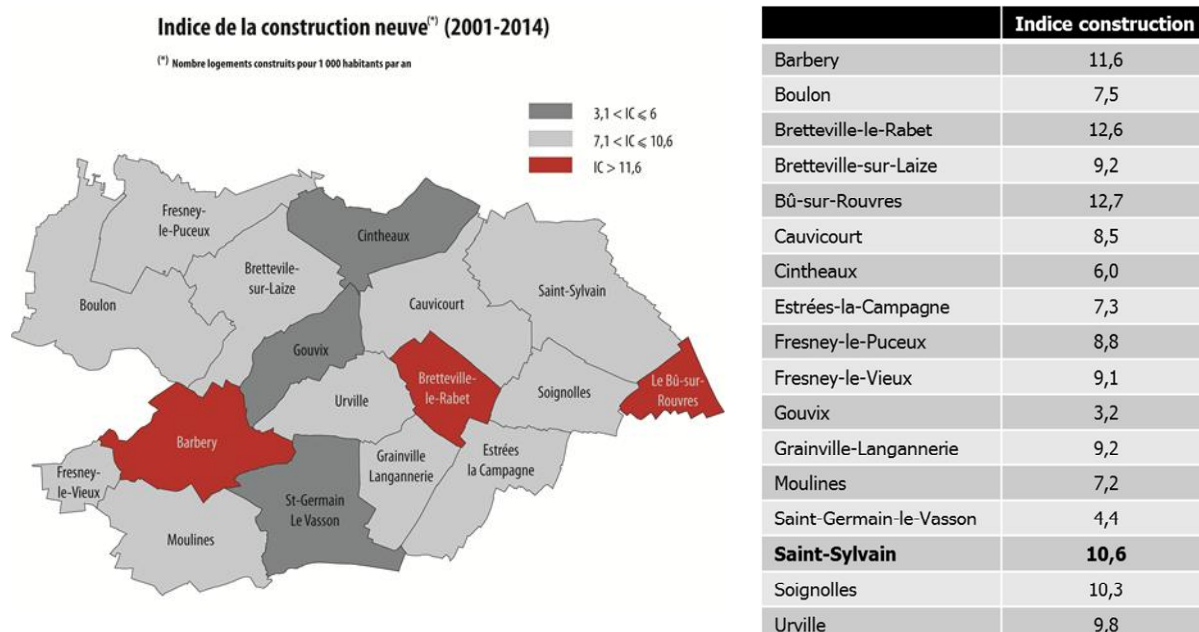 Indice de la construction neuve(*) (2001-2014)
(*) Nombre logements construits pour 1 000 habitants par an
3,1 < IC ⩽ 6
7,1 < IC ⩽ 10,6
IC > 11,6
Fresney-
le-Puceux
Cintheaux
Bretteville-
sur-Laize
Saint-Sylvain
Boulon
Cauvicourt
Gouvix
Bretteville-
le-Rabet
Le Bû-sur-
Rouvres
Soignolles
Urville
Barbery
Grainville
Langannerie
Estrées
la Campagne
Fresney-
le-Vieux
St-Germain
Le Vasson
Moulines
Indice construction
Barbery 11,6
Boulon 7,5
Bretteville-le-Rabet 12,6
Bretteville-sur-Laize 9,2
Bû-sur-Rouvres 12,7
Cauvicourt 8,5
Cintheaux 6,0
Estrées-la-Campagne 7,3
Fresney-le-Puceux 8,8
Fresney-le-Vieux 9,1
Gouvix 3,2
Grainville-Langannerie 9,2
Moulines 7,2
Saint-Germain-le-Vasson 4,4
Saint-Sylvain 10,6
Soignolles 10,3
Urville 9,8